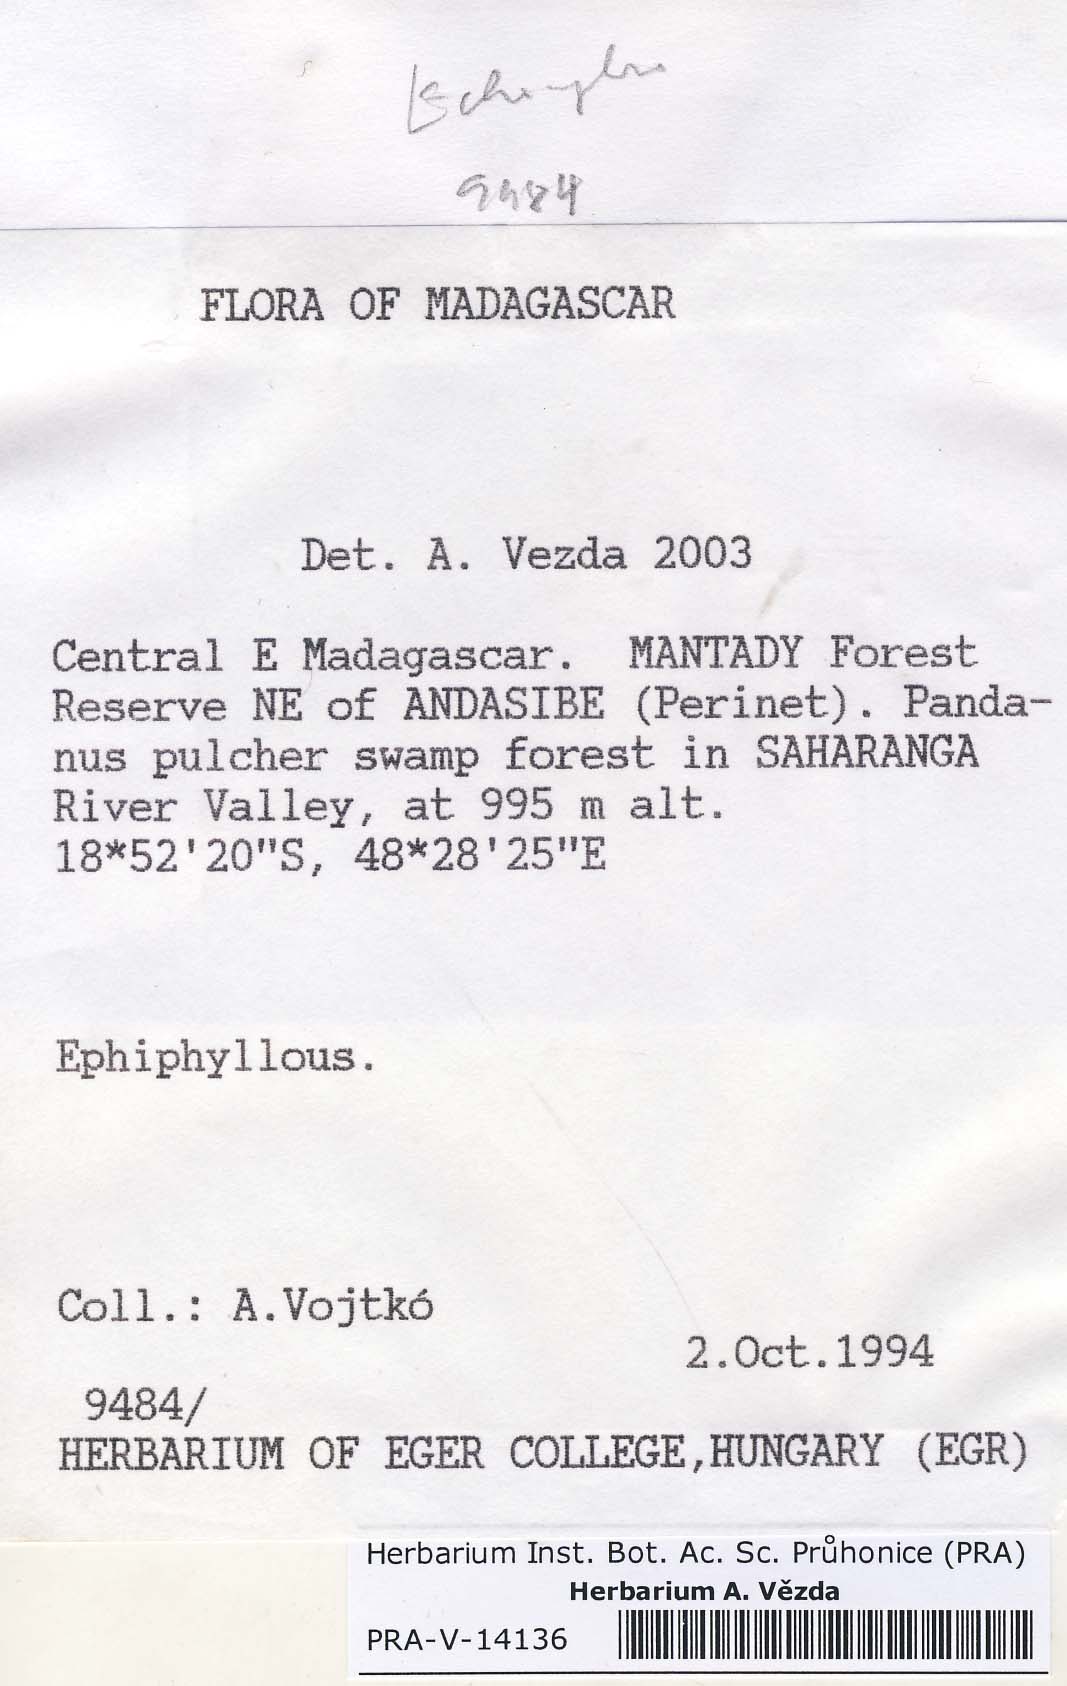 9484
FLORA OF MADAGASCAR
Det. A. Vezda 2003
Central E Madagascar. MANTADY Forest
Reserve NE of ANDASIBE (Perinet). Panda-
nus pulcher swamp forest in SAHARANGA
River Valley, at 995 m alt.
18*52'20"S, 48*28'25"E
Ephiphyllous.
Coll.: A.Vojtkó
2.Oct.1994
9484/
HERBARIUM OF EGER COLLEGE,HUNGARY (EGR)
Herbarium Inst. Bot. Ac. Sc. Průhonice (PRA)
Herbarium A. Vězda
PRA-V-14136